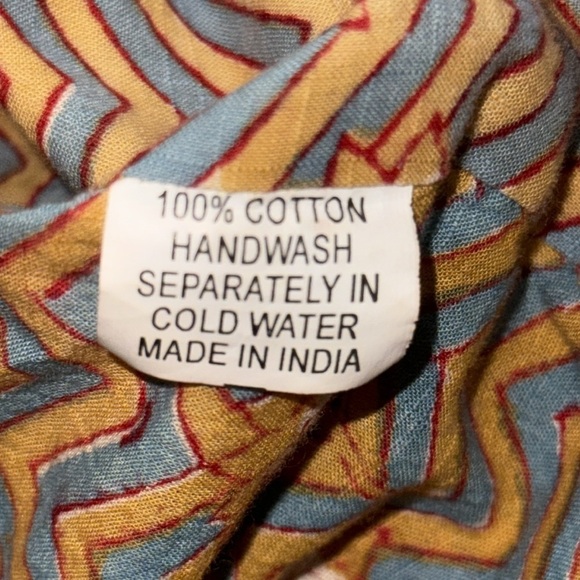 100% COTTON
HANDWASH
SEPARATELY IN
COLD WATER
MADE IN INDIA